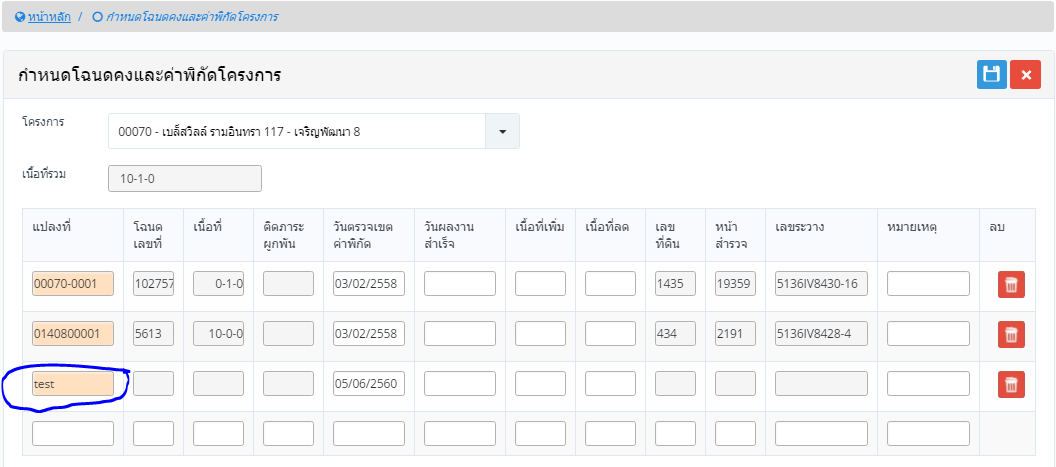 หน้าหลัก / กำหนดโฉนดคงและค่าพิกัดโครงการ
กำหนดโฉนดคงและค่าพิกัดโครงการ
โครงการ 00070 - เบล็สวิลล์ รามอินทรา 117 - เจริญพัฒนา 8
เนื้อที่รวม 10-1-0
แปลงที่ โฉนด เนื้อที่ ติดภาระ วันตรวจเขต วันผลงาน เนื้อที่เพิ่ม เนื้อที่ลด เลข หน้า เลขระวาง หมายเหตุ ลบ
เลขที่ ผูกพัน ค่าพิกัด สำเร็จ ที่ดิน สำรวจ
00070-0001 102757 0-1-0 03/02/2558 1435 19359 5136IV8430-16
0140800001 5613 10-0-0 03/02/2558 434 2191 5136IV8428-4
test 05/06/2560